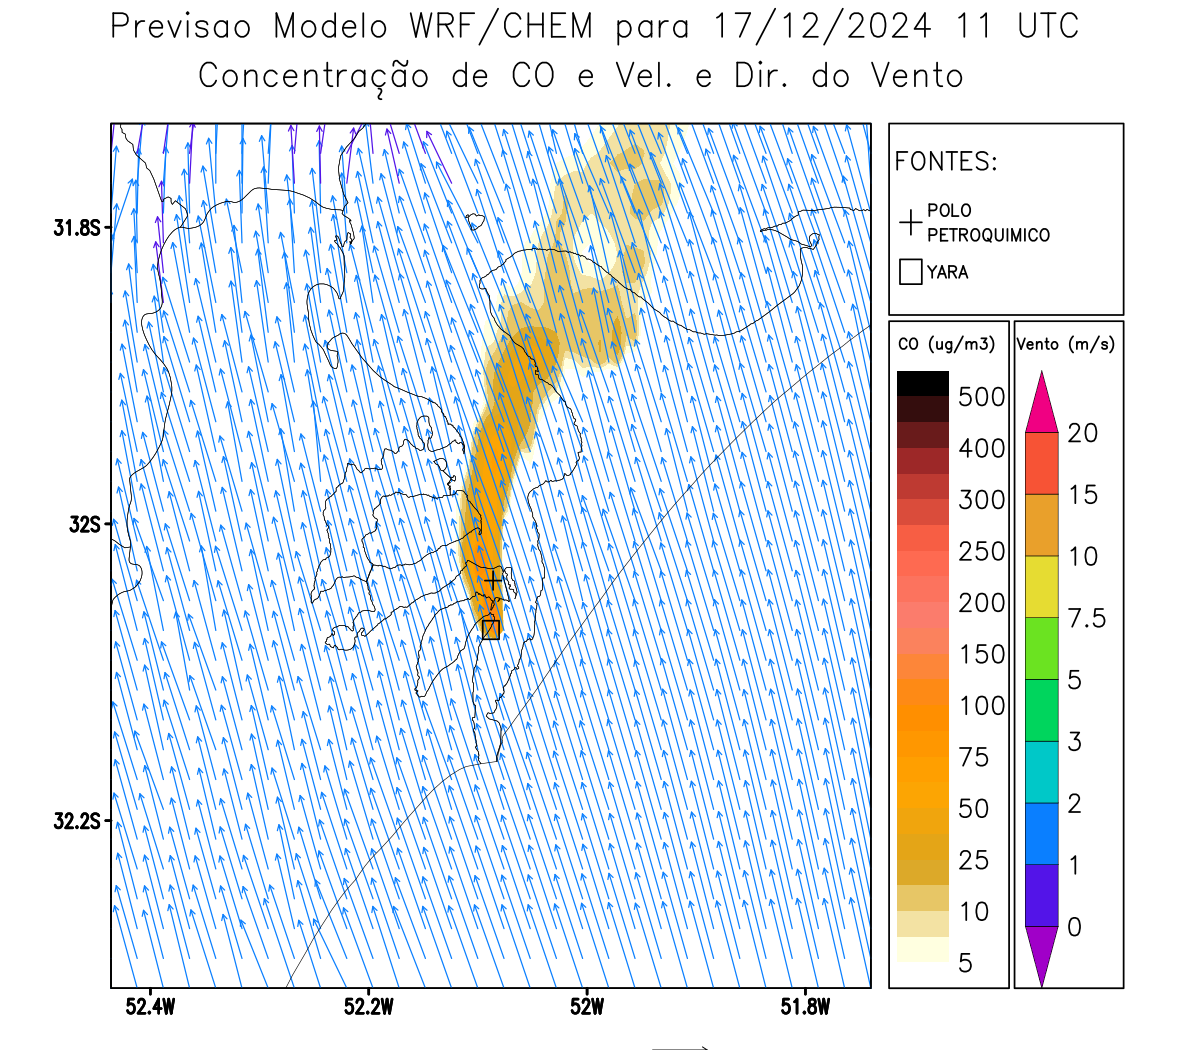 Previsao Modelo WRF/CHEM para 17/12/2024 11 UTC
Concentração de CO e Vel. e Dir. do Vento
FONTES:
POLO
PETROQUIMICO
YARA
CO (ug/m3)
500
400
300
250
200
150
100
75
50
25
10
5
Vento (m/s)
20
15
10
7.5
5
3
2
1
0
31.8S
32S
32.2S
52.4W
52.2W
52W
51.8W